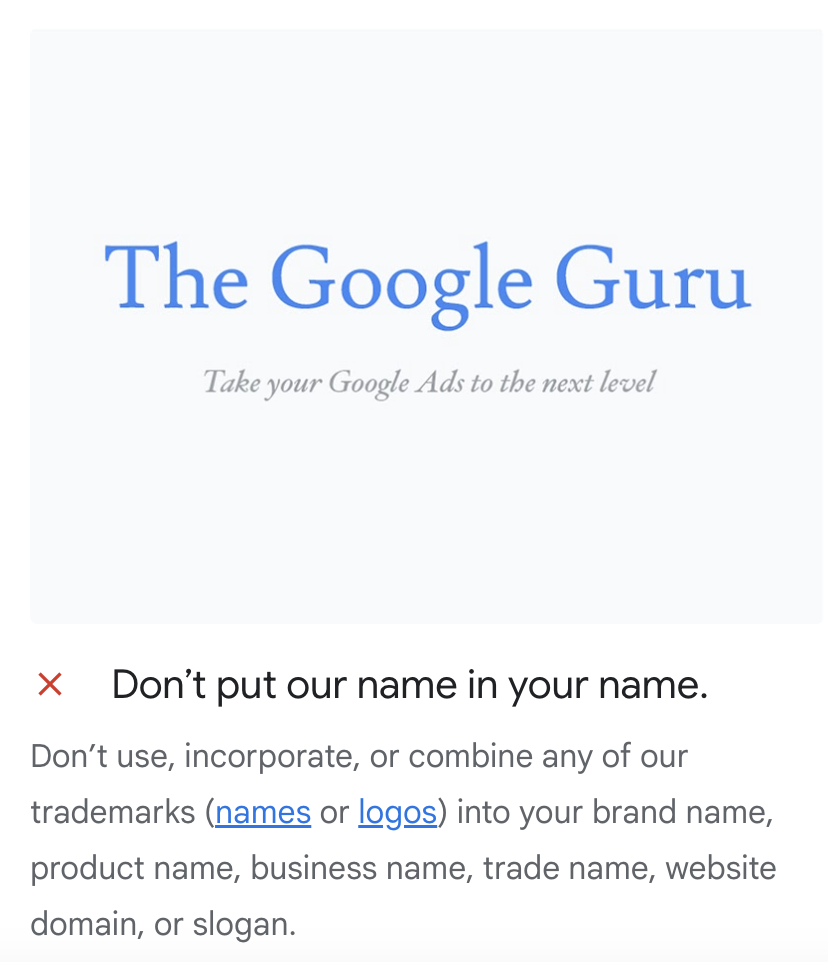 The Google Guru
Take your Google Ads to the next level
Don’t put our name in your name.
Don’t use, incorporate, or combine any of our
trademarks (names or logos) into your brand name,
product name, business name, trade name, website
domain, or slogan.